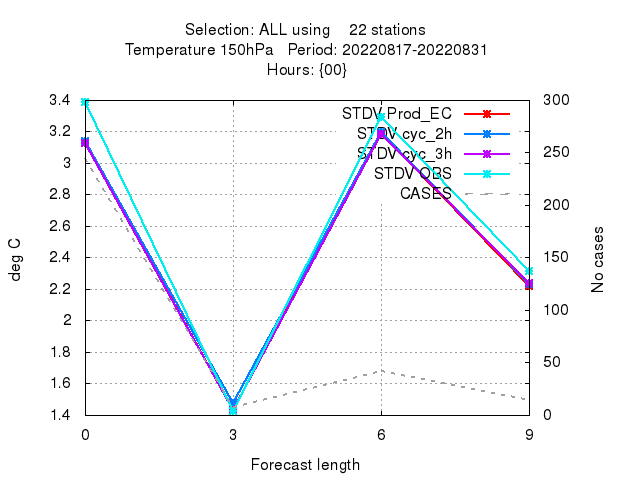 Selection: ALL using    22 stations
Temperature 150hPa   Period: 20220817-20220831
Hours: {00}
3.4
3.2
3
2.8
2.6
2.4
2.2
2
1.8
1.6
1.4
300
250
200
150
100
50
0
STDV Prod_EC
STDV cyc_2h
STDV cyc_3h
STDV OBS
CASES
deg C
No cases
0 3 6 9
Forecast length